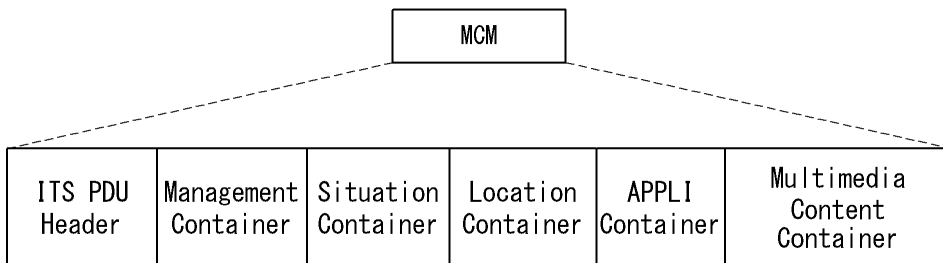 MCM
ITS PDU
Header
Management
Container
Situation
Container
Location
Container
APPLI
Container
Multimedia
Content
Container